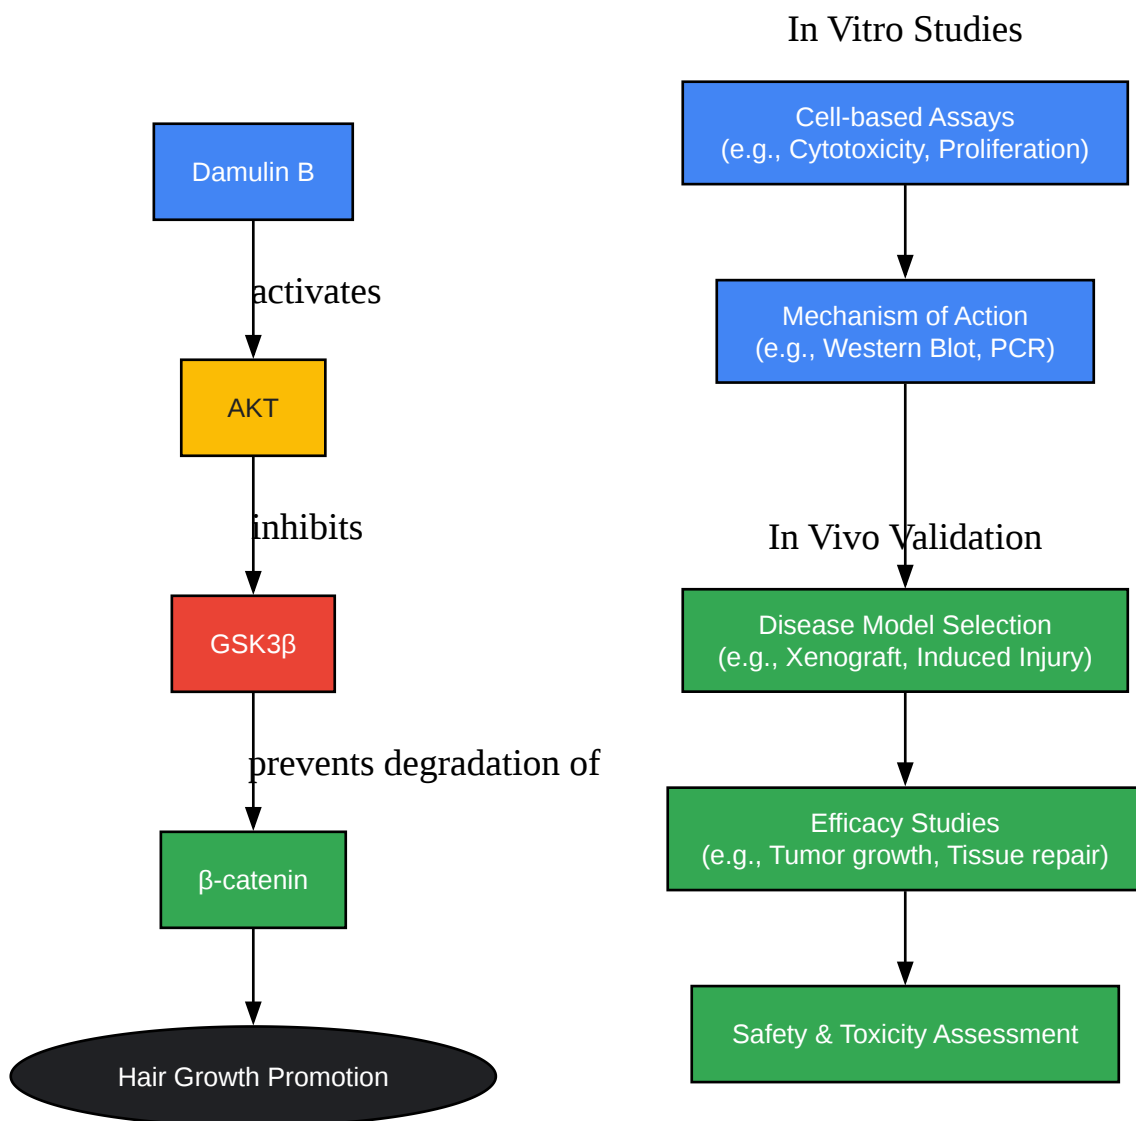 Damulin B
activates
AKT
inhibits
GSK3β
prevents degradation of
β-catenin
Hair Growth Promotion
In Vitro Studies
Cell-based Assays
(e.g., Cytotoxicity, Proliferation)
Mechanism of Action
(e.g., Western Blot, PCR)
In Vivo Validation
Disease Model Selection
(e.g., Xenograft, Induced Injury)
Efficacy Studies
(e.g., Tumor growth, Tissue repair)
Safety & Toxicity Assessment